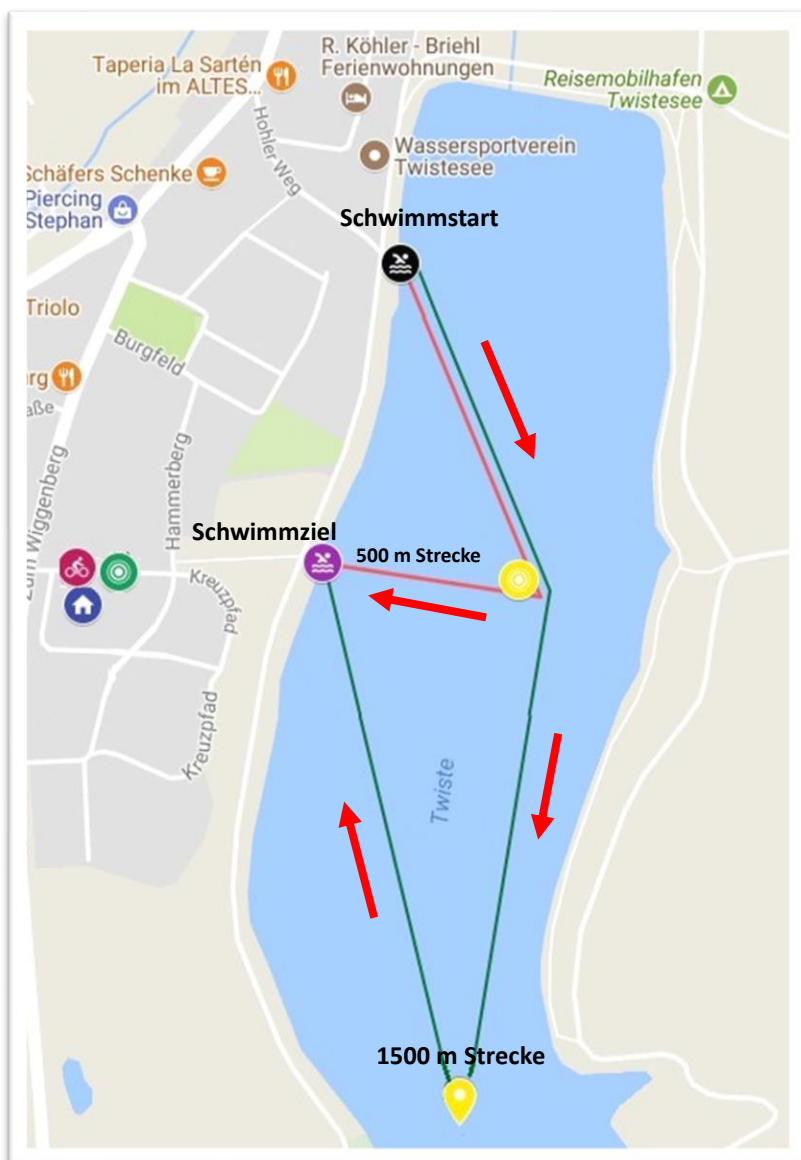 R. Köhler - Briehl
Ferienwohnungen
Taperia La Sartén
im ALTES...
Reisemobilhafen
Twistesee
Hohler Weg
Wassersportverein
Twistesee
Schäfers Schenke
Piercing
Stephan
Schwimmstart
Triolo
Burgfeld
rg
aße
Hammerberg
Zum Wiggenberg
Schwimmziel
500 m Strecke
Kreuzpfad
Kreuzpfad
Twiste
1500 m Strecke